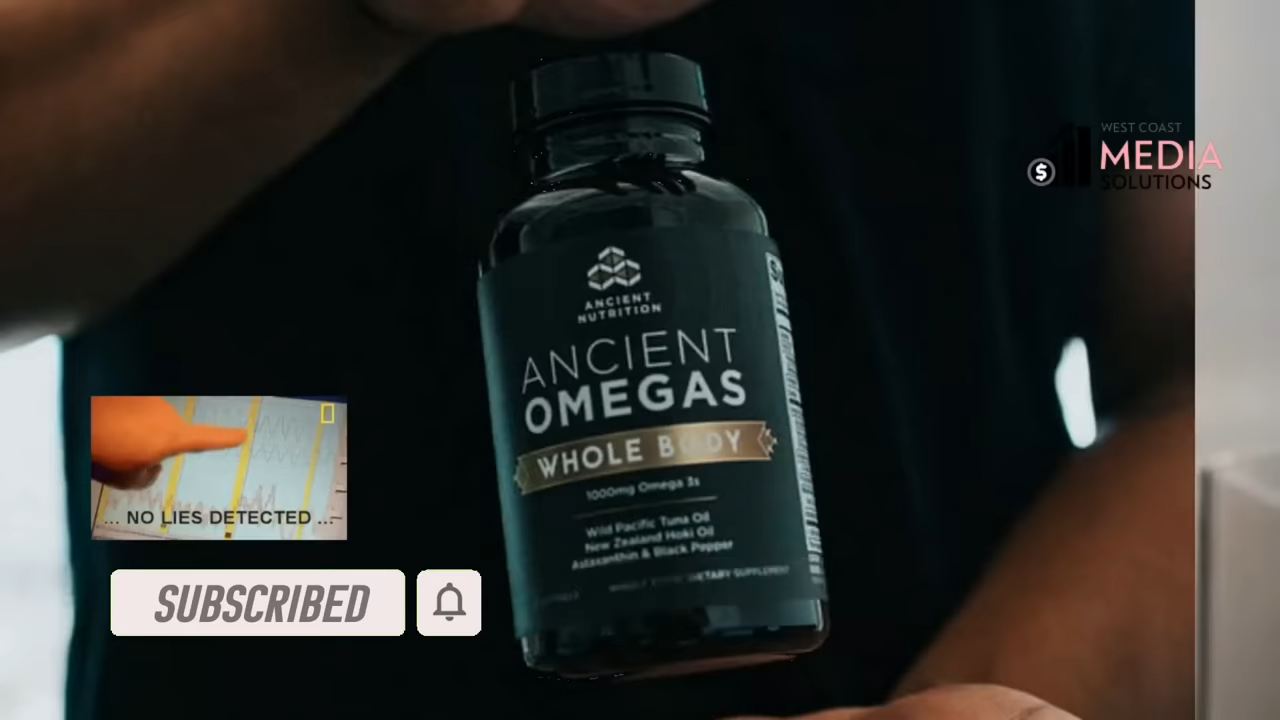 WEST COAST
MEDIA
SOLUTIONS
$
ANCIENT
NUTRITION
ANCIENT
OMEGAS
WHOLE BODY
1000mg Omega 3s
Wild Pacific Tuna Oil
New Zealand Hoki Oil
Astaxanthin & Black Pepper
DIETARY SUPPLEMENT
... NO LIES DETECTED ...
SUBSCRIBED